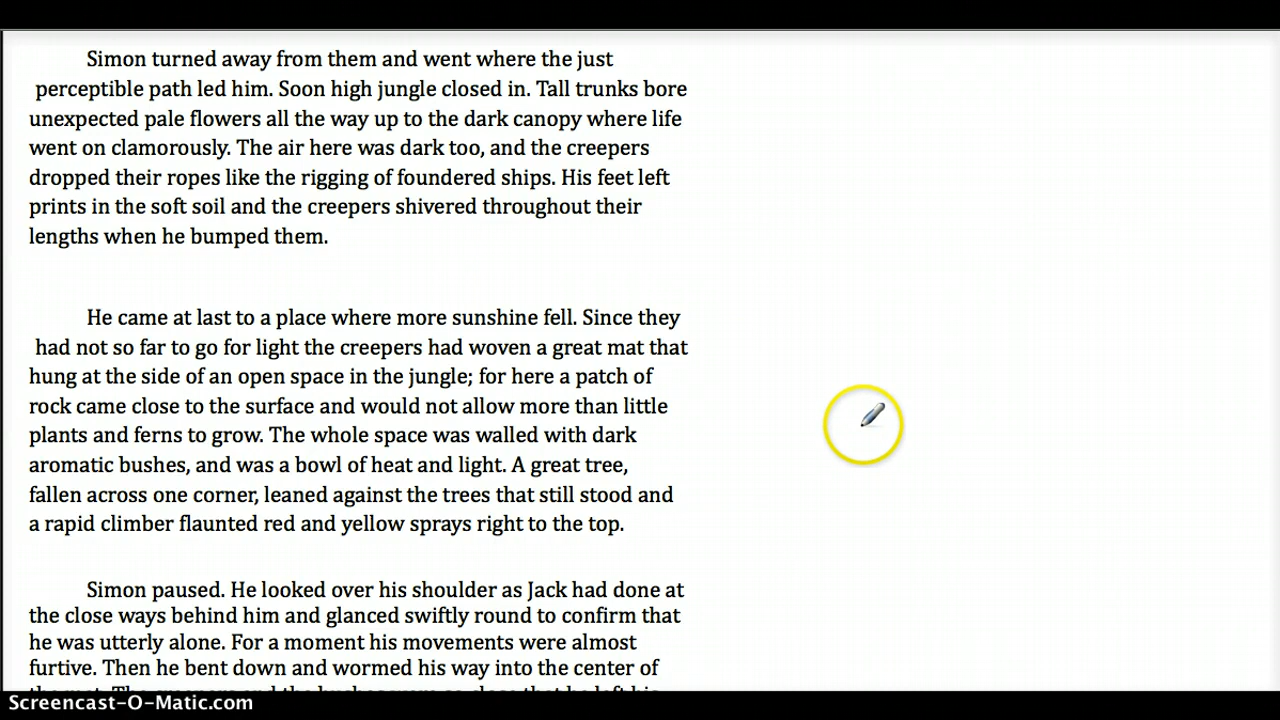 Simon turned away from them and went where the just
perceptible path led him. Soon high jungle closed in. Tall trunks bore
unexpected pale flowers all the way up to the dark canopy where life
went on clamorously. The air here was dark too, and the creepers
dropped their ropes like the rigging of foundered ships. His feet left
prints in the soft soil and the creepers shivered throughout their
lengths when he bumped them.
He came at last to a place where more sunshine fell. Since they
had not so far to go for light the creepers had woven a great mat that
hung at the side of an open space in the jungle; for here a patch of
rock came close to the surface and would not allow more than little
plants and ferns to grow. The whole space was walled with dark
aromatic bushes, and was a bowl of heat and light. A great tree,
fallen across one corner, leaned against the trees that still stood and
a rapid climber flaunted red and yellow sprays right to the top.
Simon paused. He looked over his shoulder as Jack had done at
the close ways behind him and glanced swiftly round to confirm that
he was utterly alone. For a moment his movements were almost
furtive. Then he bent down and wormed his way into the center of
Screencast-O-Matic.com